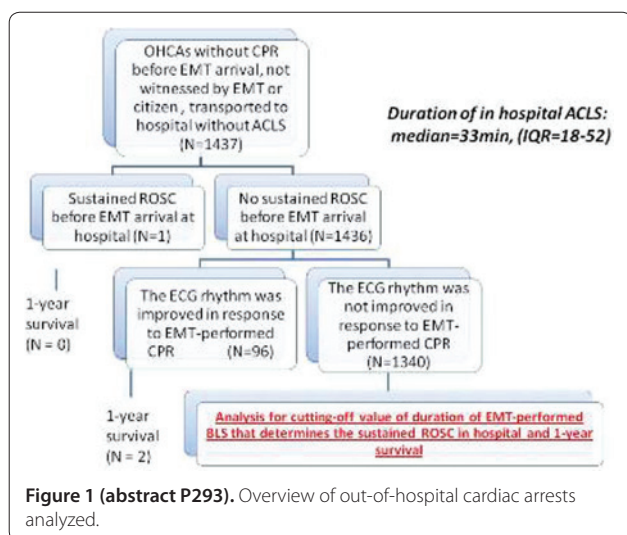 OHCAs without CPR
before EMT arrival, not
witnessed by EMT or
citizen , transported to
hospital without ACLS
(N=1437)
Duration of in hospital ACLS:
median=33min, (IQR=18-52)
Sustained ROSC
before EMT arrival at
hospital (N=1)
No sustained ROSC
before EMT arrival
at hospital (N=1436)
1-year
survival
(N = 0)
The ECG rhythm was
improved in response
to EMT-performed
CPR (N=96)
The ECG rhythm was
not improved in
response to EMT-
performed CPR
(N=1340)
1-year
survival
(N = 2)
Analysis for cutting-off value of duration of EMT-performed
BLS that determines the sustained ROSC in hospital and 1-year
survival
Figure 1 (abstract P293). Overview of out-of-hospital cardiac arrests
analyzed.